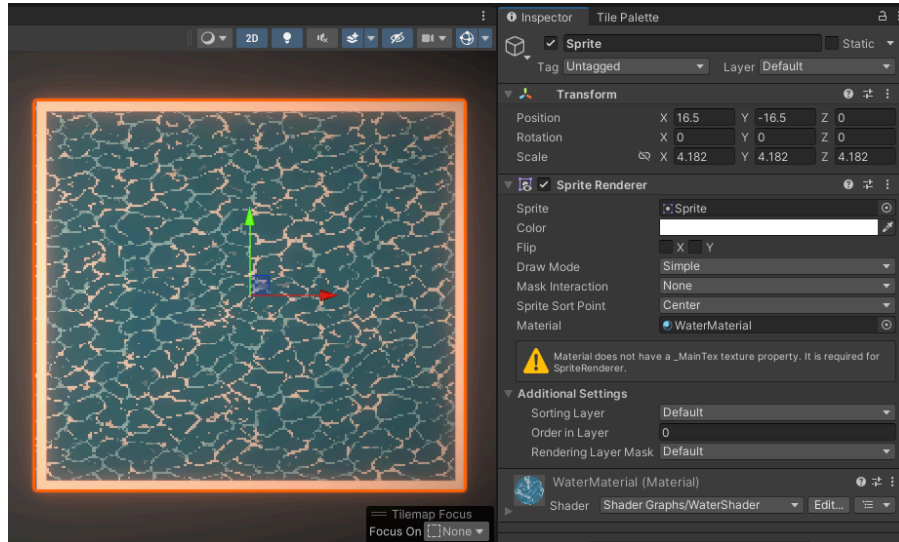 Inspector Tile Palette
2D
Sprite Static
Tag Untagged Layer Default
Transform
Position X 16.5 Y -16.5 Z 0
Rotation X 0 Y 0 Z 0
Scale X 4.182 Y 4.182 Z 4.182
Sprite Renderer
Sprite Sprite
Color
Flip X Y
Draw Mode Simple
Mask Interaction None
Sprite Sort Point Center
Material WaterMaterial
Material does not have a _MainTex texture property. It is required for
SpriteRenderer.
Additional Settings
Sorting Layer Default
Order in Layer 0
Rendering Layer Mask Default
WaterMaterial (Material)
Shader Shader Graphs/WaterShader Edit...
Tilemap Focus
Focus On None